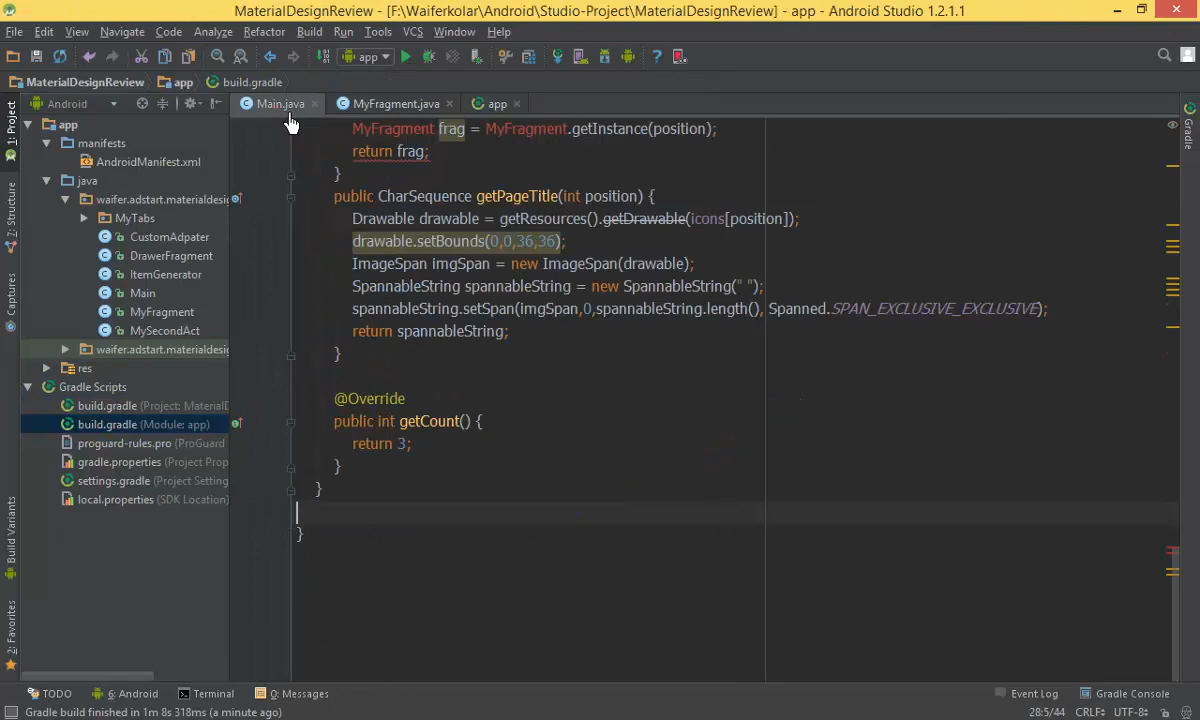 MaterialDesignReview - [F:\Waiferkolar\Android\Studio-Project\MaterialDesignReview] - app - Android Studio 1.2.1.1
File Edit View Navigate Code Analyze Refactor Build Run Tools VCS Window Help
app
MaterialDesignReview app build.gradle
Android Main.java MyFragment.java app
1: Project
7: Structure
Captures
Build Variants
2: Favorites
Gradle
app
manifests
AndroidManifest.xml
java
waifer.adstart.materialdesig
MyTabs
CustomAdpater
DrawerFragment
ItemGenerator
Main
MyFragment
MySecondAct
waifer.adstart.materialdesig
res
Gradle Scripts
build.gradle (Project: MaterialD
build.gradle (Module: app)
proguard-rules.pro (ProGuard
gradle.properties (Project Prop
settings.gradle (Project Setting
local.properties (SDK Location)
MyFragment frag = MyFragment.getInstance(position);
return frag;
}
public CharSequence getPageTitle(int position) {
Drawable drawable = getResources().getDrawable(icons[position]);
drawable.setBounds(0,0,36,36);
ImageSpan imgSpan = new ImageSpan(drawable);
SpannableString spannableString = new SpannableString(" ");
spannableString.setSpan(imgSpan,0,spannableString.length(), Spanned.SPAN_EXCLUSIVE_EXCLUSIVE);
return spannableString;
}
@Override
public int getCount() {
return 3;
}
}
}
TODO 6: Android Terminal 0: Messages Event Log Gradle Console
Gradle build finished in 1m 8s 318ms (a minute ago) 28:5/44 CRLF UTF-8